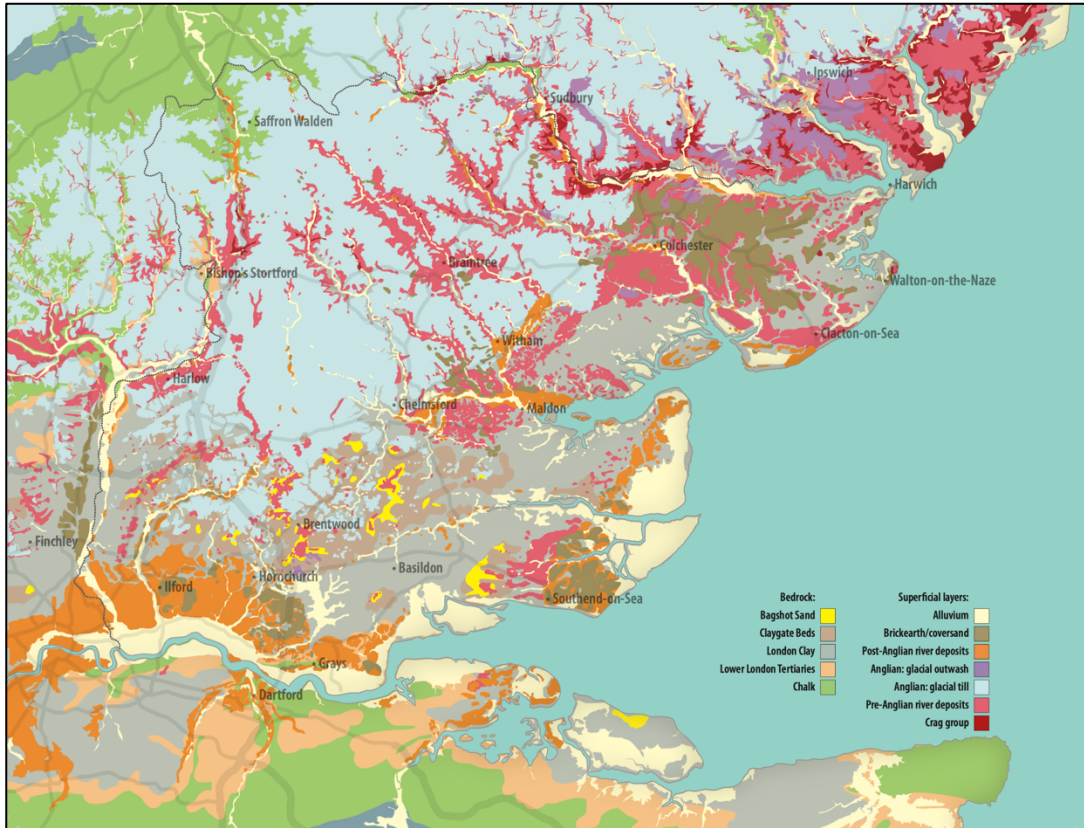 Ipswich
Sudbury
Saffron Walden
Harwich
Colchester
Braintree
Bishop's Stortford
Walton-on-the-Naze
Clacton-on-Sea
Witham
Harlow
Chelmsford
Maldon
Brentwood
Finchley
Basildon
Hornchurch
Ilford
Southend-on-Sea
Grays
Dartford
Bedrock:
Bagshot Sand
Claygate Beds
London Clay
Lower London Tertiaries
Chalk
Superficial layers:
Alluvium
Brickearth/coversand
Post-Anglian river deposits
Anglian: glacial outwash
Anglian: glacial till
Pre-Anglian river deposits
Crag group